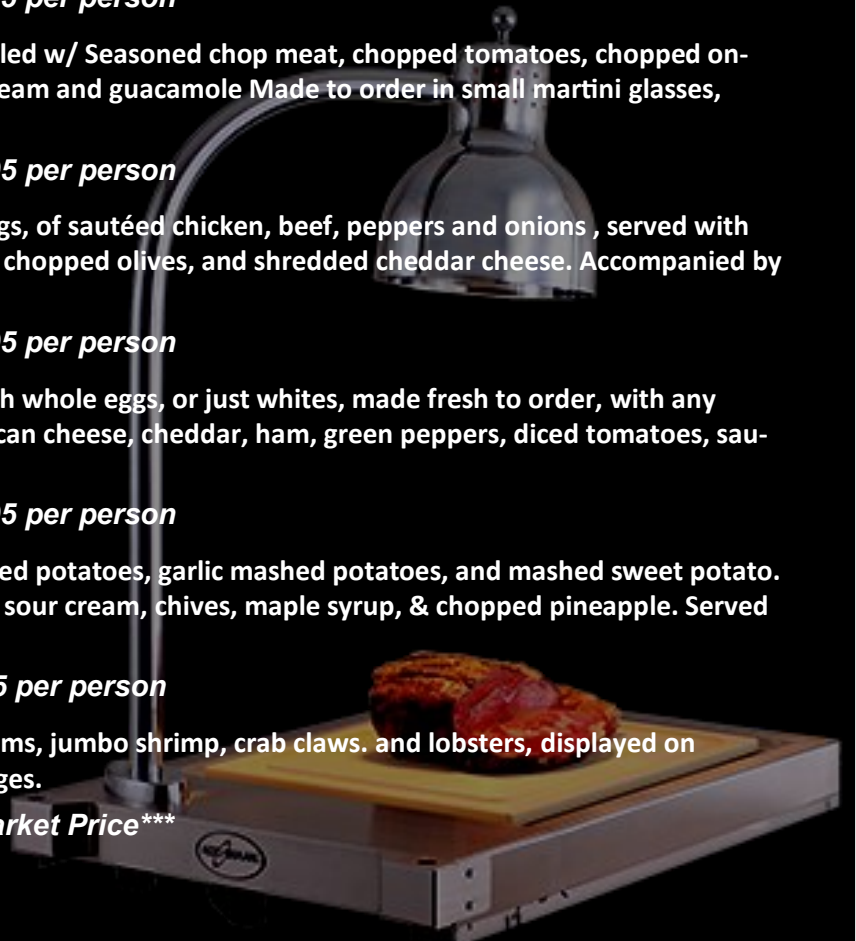 5 per person
led w/ Seasoned chop meat, chopped tomatoes, chopped on-
eam and guacamole Made to order in small martini glasses,
5 per person
gs, of sautéed chicken, beef, peppers and onions , served with
chopped olives, and shredded cheddar cheese. Accompanied by
5 per person
h whole eggs, or just whites, made fresh to order, with any
can cheese, cheddar, ham, green peppers, diced tomatoes, sau-
5 per person
ed potatoes, garlic mashed potatoes, and mashed sweet potato.
sour cream, chives, maple syrup, & chopped pineapple. Served
5 per person
ms, jumbo shrimp, crab claws. and lobsters, displayed on
ges.
arket Price***